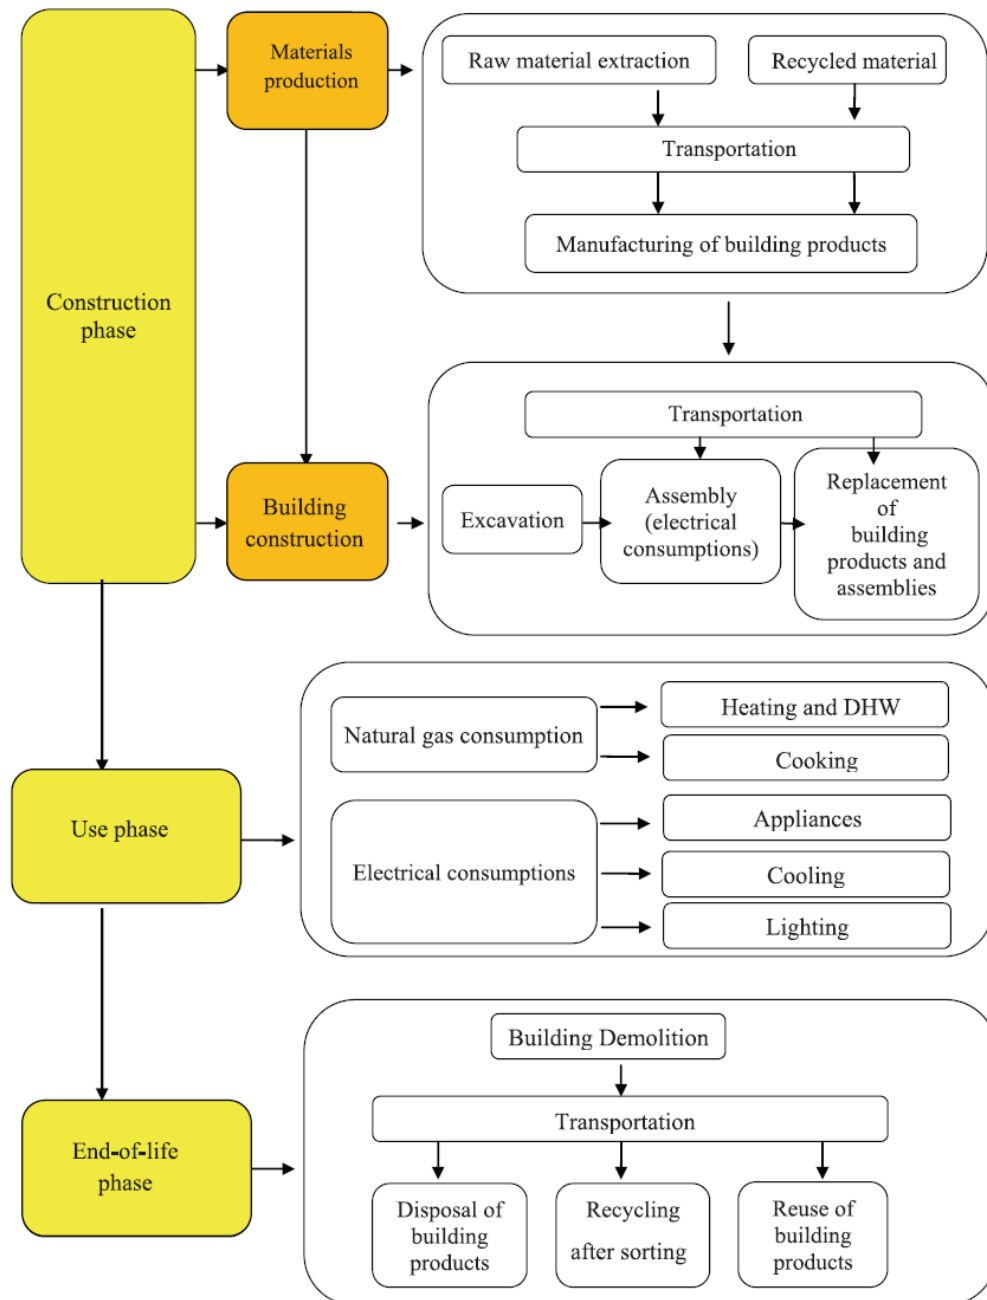 Materials
production
Raw material extraction
Recycled material
Transportation
Manufacturing of building products
Construction
phase
Transportation
Building
construction
Excavation
Assembly
(electrical
consumptions)
Replacement
of
building
products and
assemblies
Use phase
Natural gas consumption
Heating and DHW
Cooking
Electrical consumptions
Appliances
Cooling
Lighting
End-of-life
phase
Building Demolition
Transportation
Disposal of
building
products
Recycling
after sorting
Reuse of
building
products